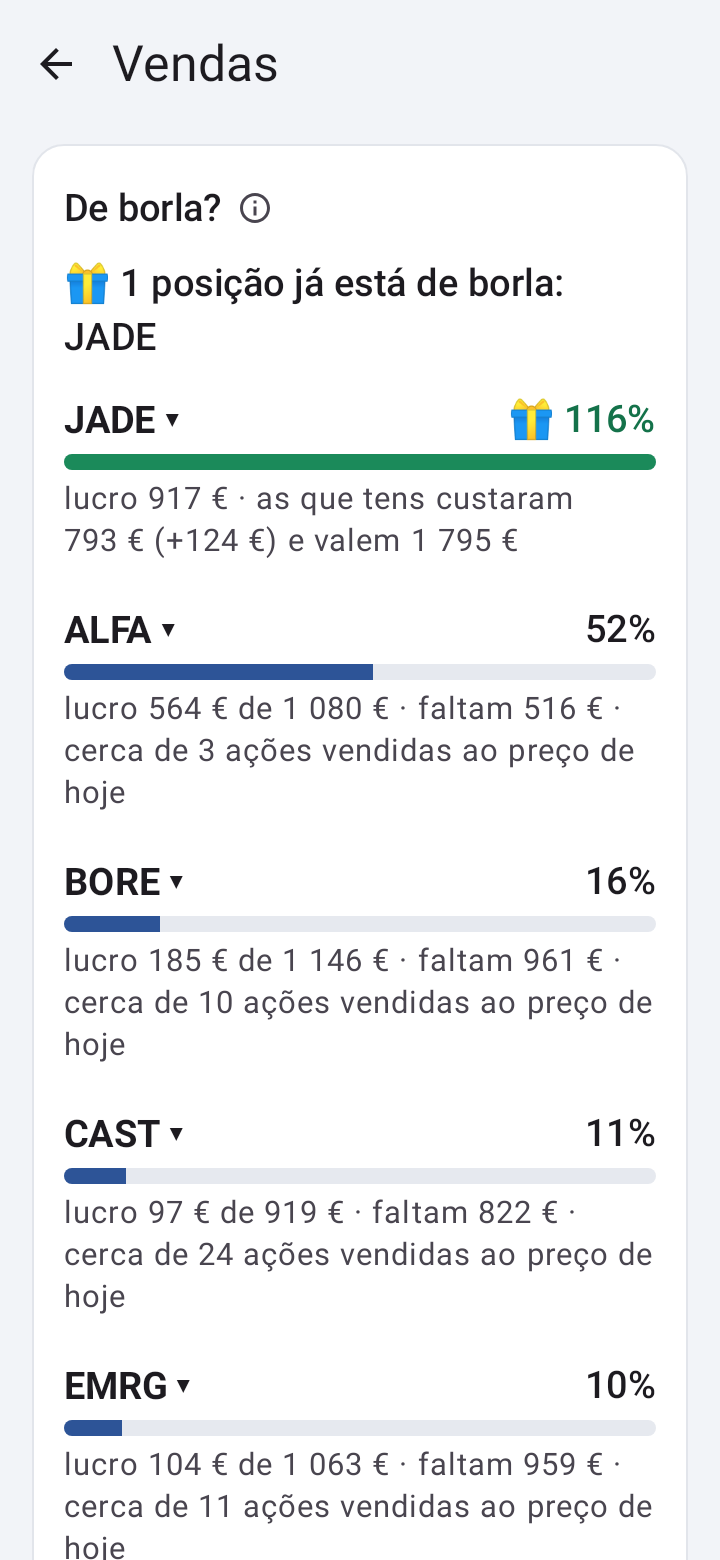 Vendas
De borla?
1 posição já está de borla:
JADE
JADE ▼ 116%
lucro 917 € · as que tens custaram
793 € (+124 €) e valem 1 795 €
ALFA ▼ 52%
lucro 564 € de 1 080 € · faltam 516 € ·
cerca de 3 ações vendidas ao preço de
hoje
BORE ▼ 16%
lucro 185 € de 1 146 € · faltam 961 € ·
cerca de 10 ações vendidas ao preço de
hoje
CAST ▼ 11%
lucro 97 € de 919 € · faltam 822 € ·
cerca de 24 ações vendidas ao preço de
hoje
EMRG ▼ 10%
lucro 104 € de 1 063 € · faltam 959 € ·
cerca de 11 ações vendidas ao preço de
hoje